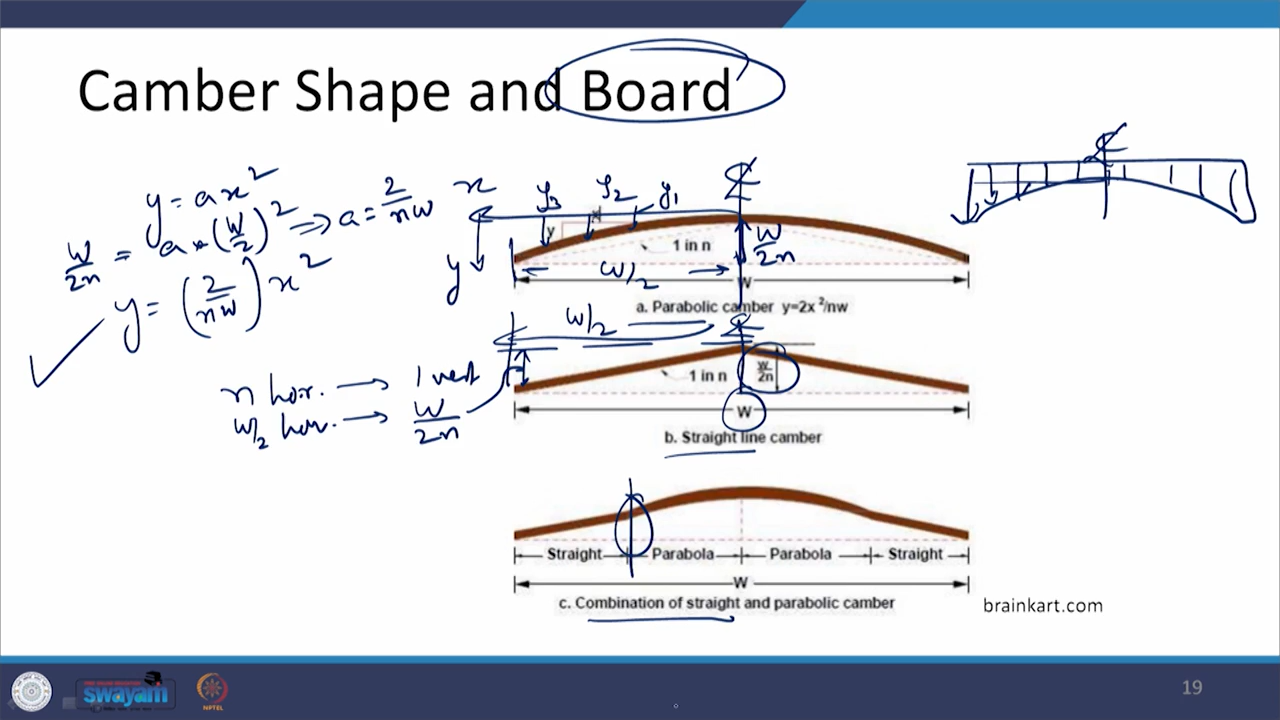 Camber Shape and Board
y = ax²
W/2n = a * (W/2)² ⇒ a = 2/nw
y = (2/nw) x²
x
y3 y2 y1
x
y
y
1 in n
W/2n
W/2
W
a. Parabolic camber y=2x²/nw
W/2
n hor. → 1 vert
w/2 hor. → W/2n
1 in n
w/2n
W
b. Straight line camber
Straight Parabola Parabola Straight
W
c. Combination of straight and parabolic camber
brainkart.com
swayam
NPTEL
19